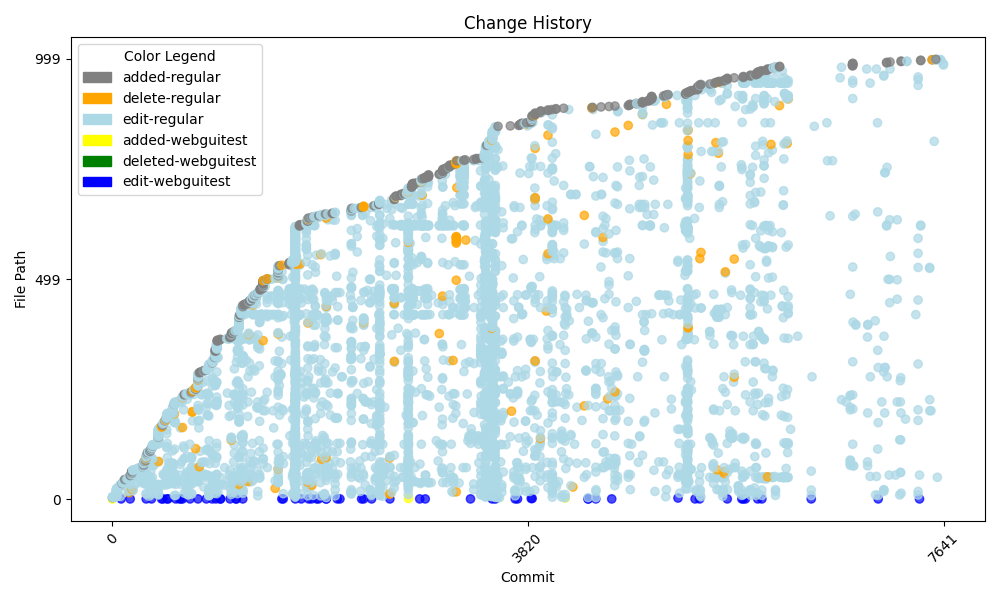 Change History
Color Legend
added-regular
delete-regular
edit-regular
added-webguitest
deleted-webguitest
edit-webguitest
File Path
999
499
0
0
3820
7641
Commit